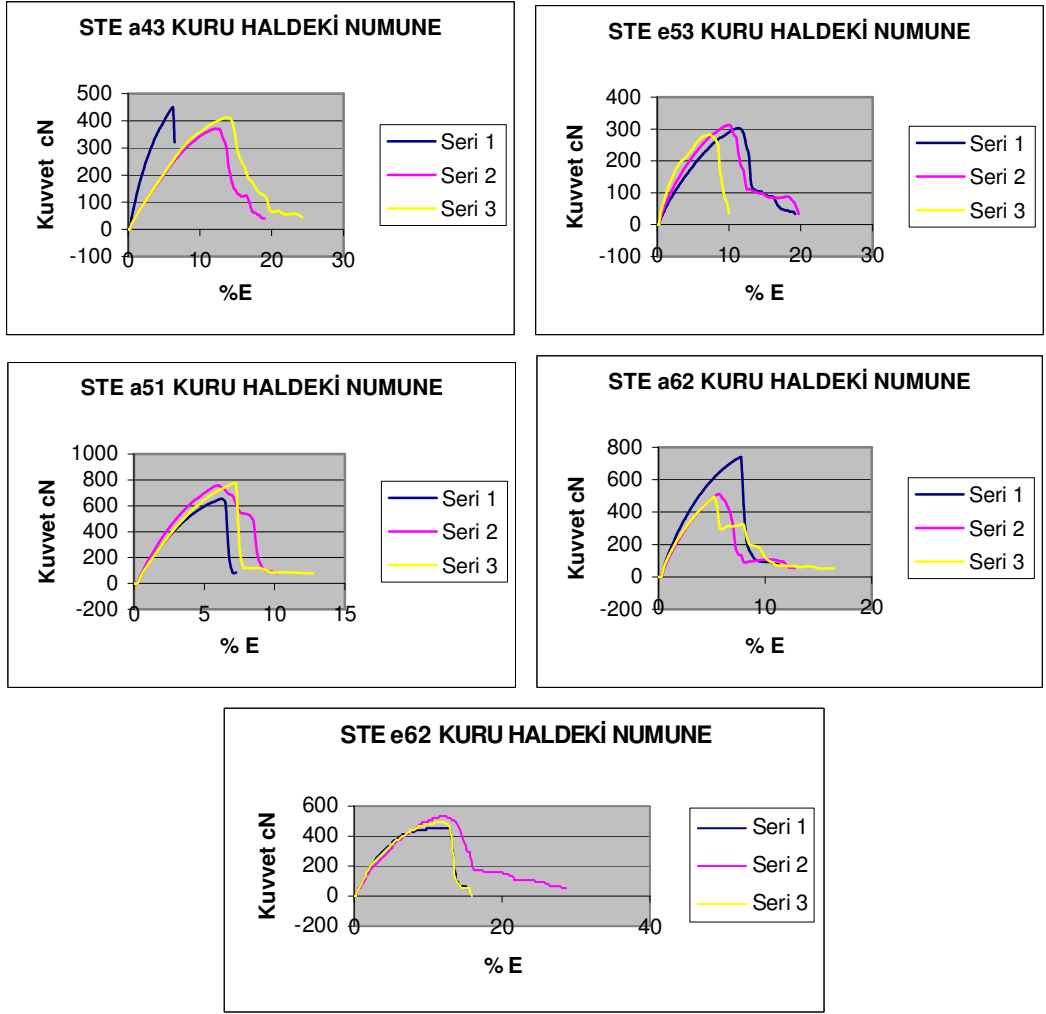 STE a43 KURU HALDEKİ NUMUNE
500
400
300
200
100
0
-100
0 10 20 30
Kuvvet cN
%E
Seri 1
Seri 2
Seri 3
STE e53 KURU HALDEKİ NUMUNE
400
300
200
100
0
-100
0 10 20 30
Kuvvet cN
% E
Seri 1
Seri 2
Seri 3
STE a51 KURU HALDEKİ NUMUNE
1000
800
600
400
200
0
-200
0 5 10 15
Kuvvet cN
% E
Seri 1
Seri 2
Seri 3
STE a62 KURU HALDEKİ NUMUNE
800
600
400
200
0
-200
0 10 20
Kuvvet cN
% E
Seri 1
Seri 2
Seri 3
STE e62 KURU HALDEKİ NUMUNE
600
400
200
0
-200
0 20 40
Kuvvet cN
% E
Seri 1
Seri 2
Seri 3